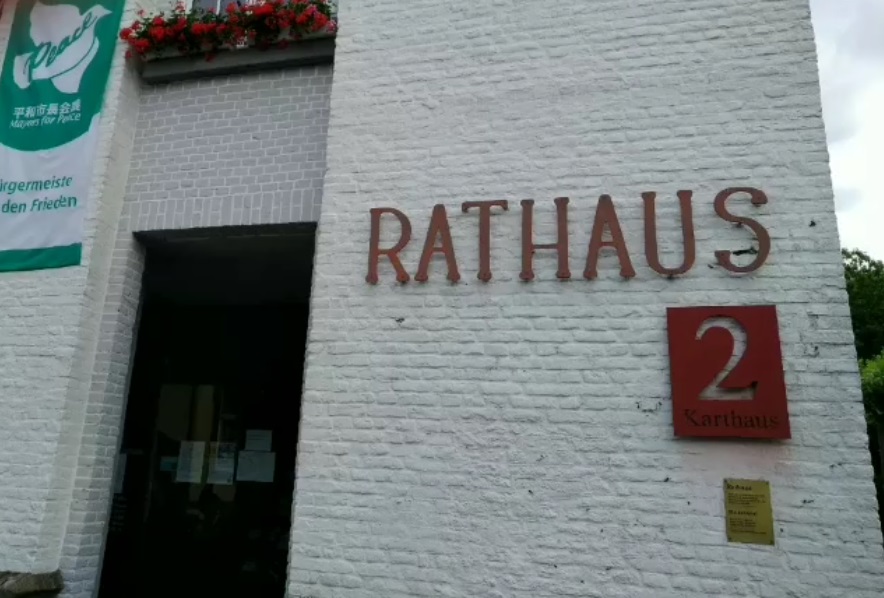 Peace
平和市長会議
Mayors for Peace
ürgermeiste
den Frieden
RATHAUS
2
Karthaus